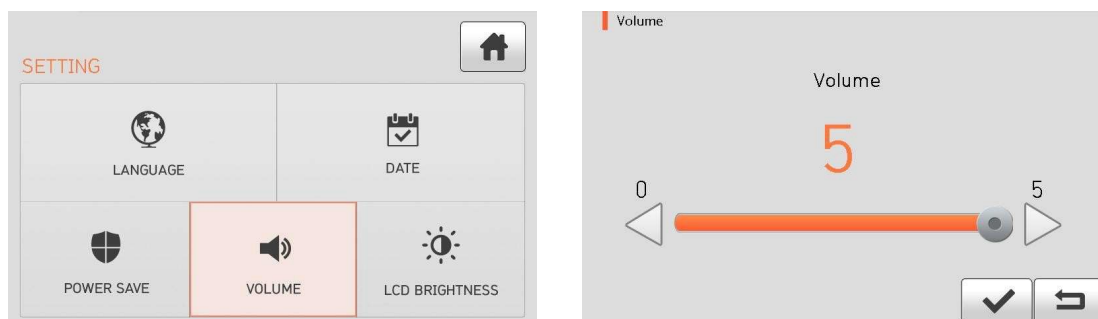 SETTING
LANGUAGE
DATE
POWER SAVE
VOLUME
LCD BRIGHTNESS
Volume
Volume
5
0
5